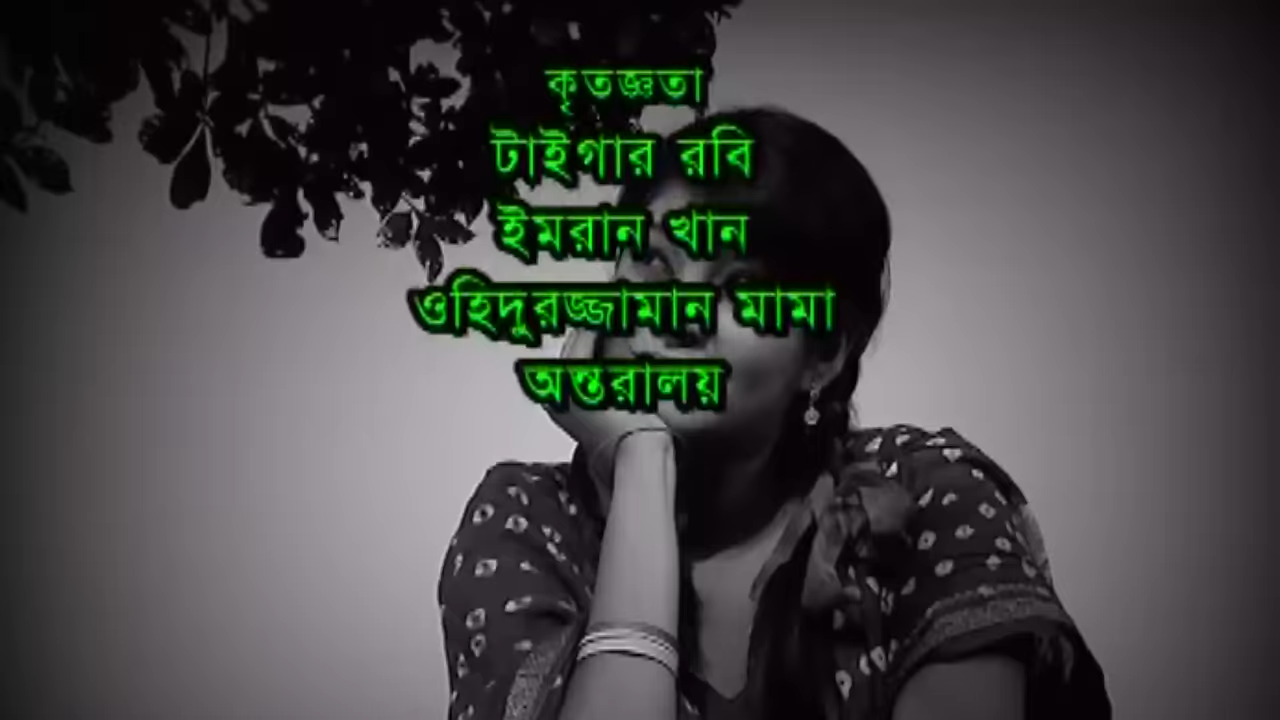 কৃতজ্ঞতা
টাইগার রবি
ইমরান খান
ওহিদুরজ্জামান মামা
অন্তরালয়